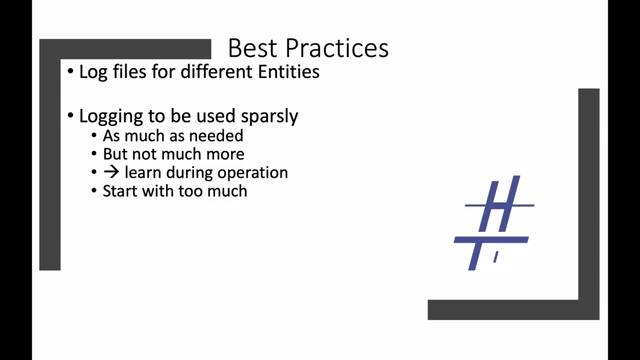 Best Practices
• Log files for different Entities
• Logging to be used sparsly
• As much as needed
• But not much more
• → learn during operation
• Start with too much
H
T I